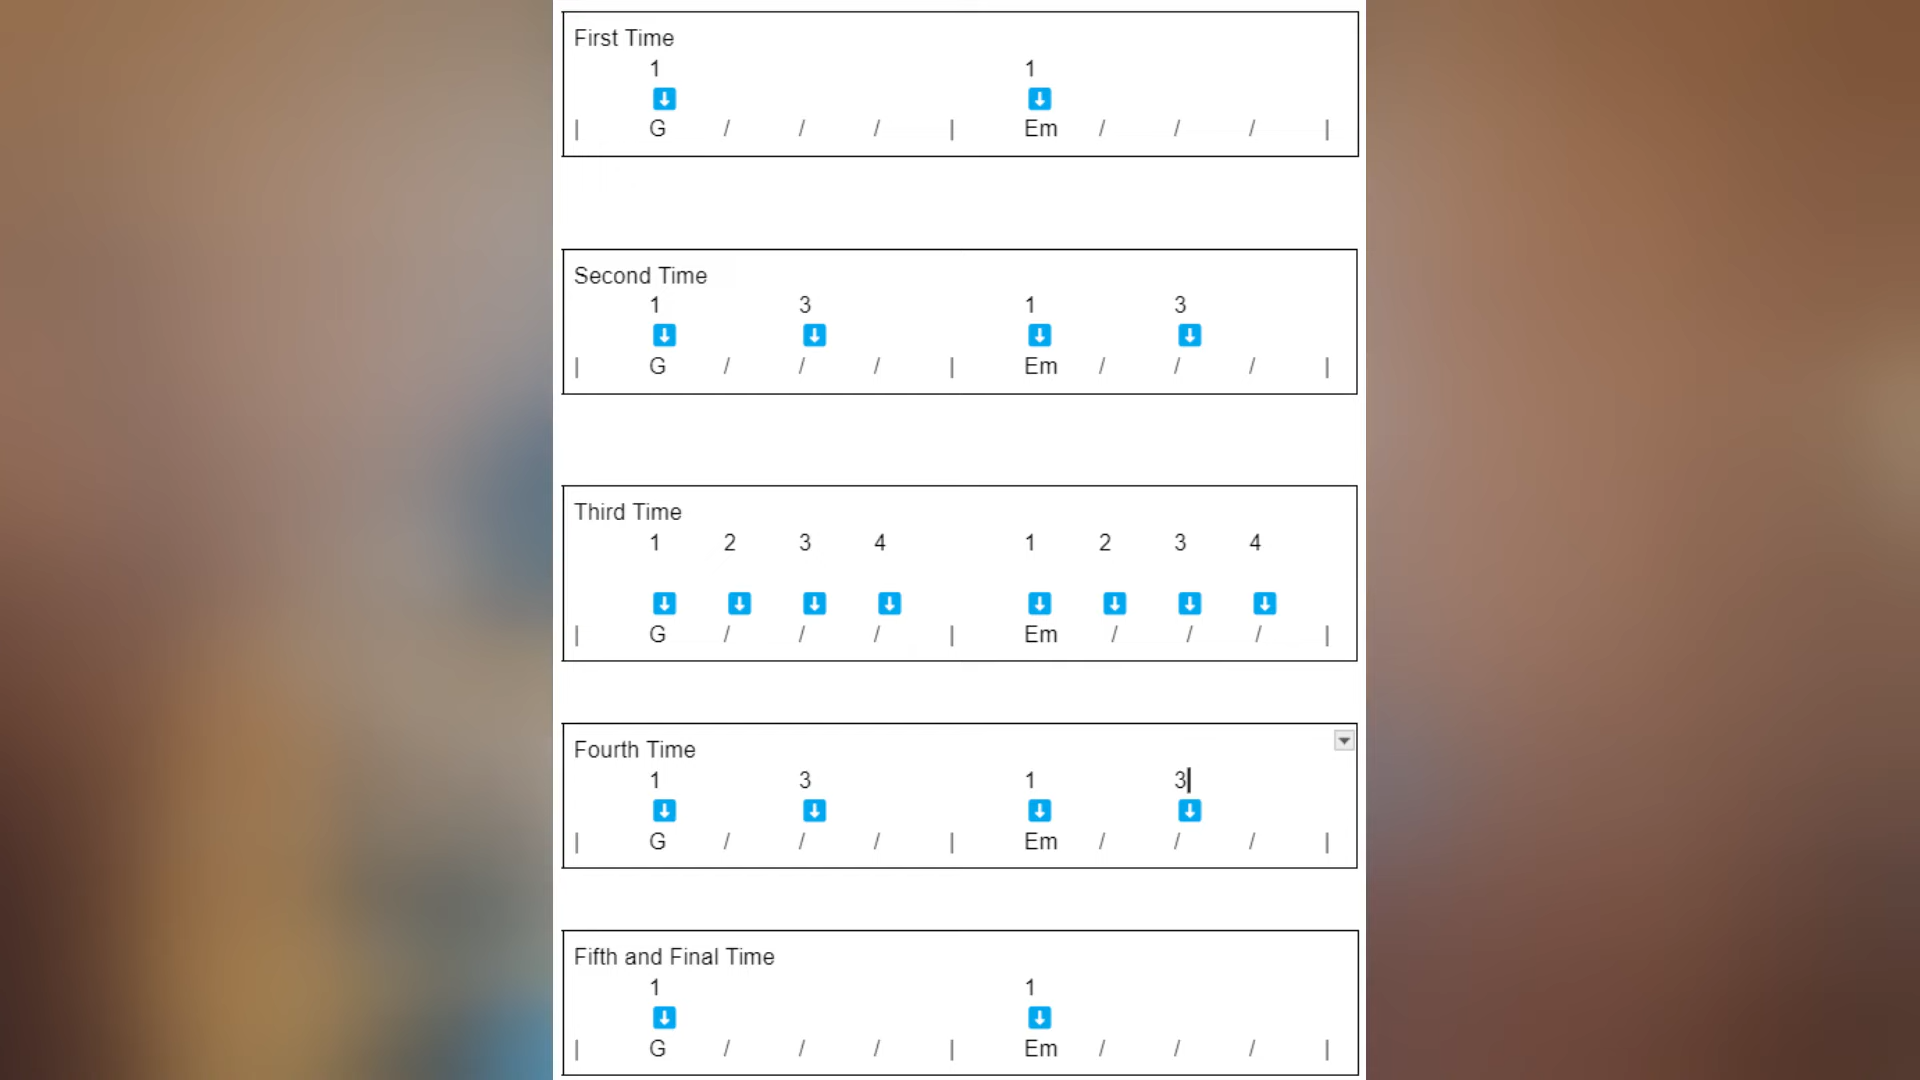 First Time
1 1
⬇ ⬇
| G / / / | Em / / / |
Second Time
1 3 1 3
⬇ ⬇ ⬇ ⬇
| G / / / | Em / / / |
Third Time
1 2 3 4 1 2 3 4
⬇ ⬇ ⬇ ⬇ ⬇ ⬇ ⬇ ⬇
| G / / / | Em / / / |
Fourth Time
1 3 1 3
⬇ ⬇ ⬇ ⬇
| G / / / | Em / / / |
Fifth and Final Time
1 1
⬇ ⬇
| G / / / | Em / / / |